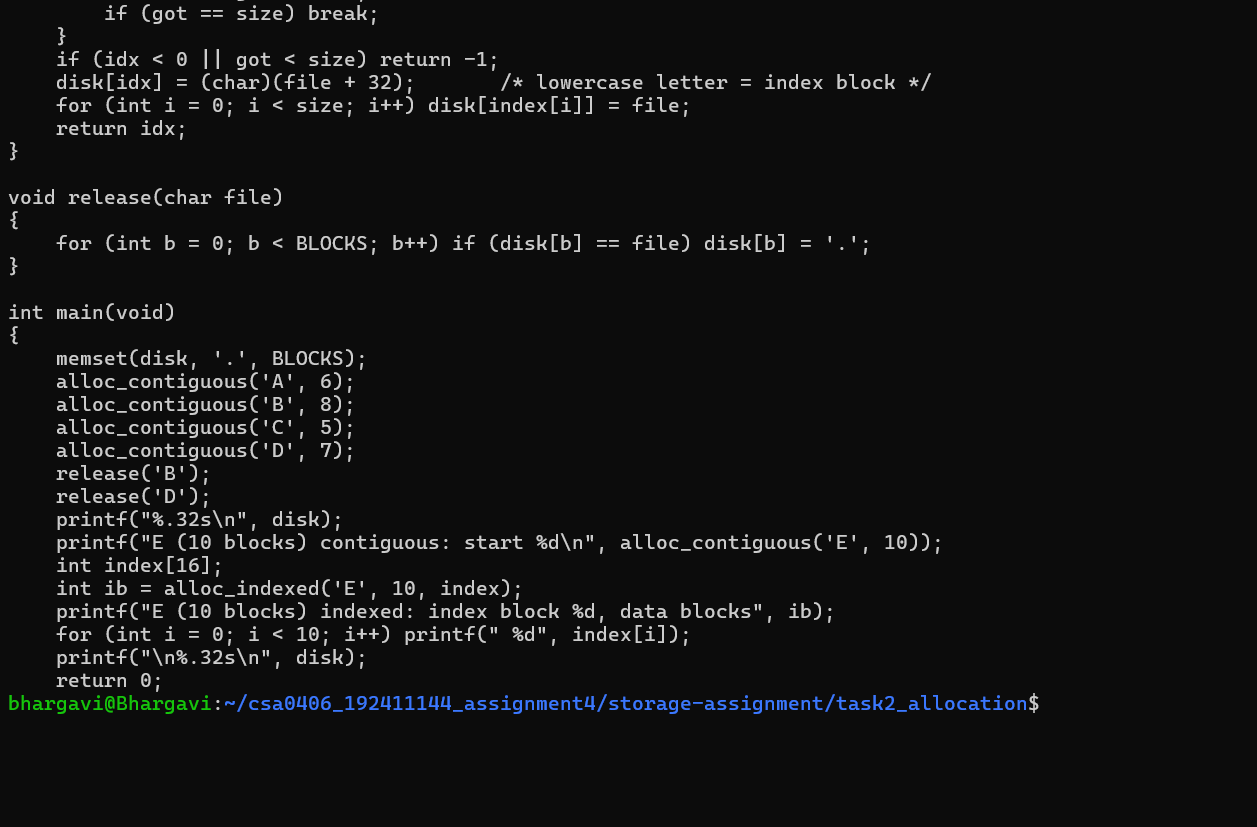 if (got == size) break;
    }
    if (idx < 0 || got < size) return -1;
    disk[idx] = (char)(file + 32);       /* lowercase letter = index block */
    for (int i = 0; i < size; i++) disk[index[i]] = file;
    return idx;
}

void release(char file)
{
    for (int b = 0; b < BLOCKS; b++) if (disk[b] == file) disk[b] = '.';
}

int main(void)
{
    memset(disk, '.', BLOCKS);
    alloc_contiguous('A', 6);
    alloc_contiguous('B', 8);
    alloc_contiguous('C', 5);
    alloc_contiguous('D', 7);
    release('B');
    release('D');
    printf("%.32s\n", disk);
    printf("E (10 blocks) contiguous: start %d\n", alloc_contiguous('E', 10));
    int index[16];
    int ib = alloc_indexed('E', 10, index);
    printf("E (10 blocks) indexed: index block %d, data blocks", ib);
    for (int i = 0; i < 10; i++) printf(" %d", index[i]);
    printf("\n%.32s\n", disk);
    return 0;
bhargavi@Bhargavi:~/csa0406_192411144_assignment4/storage-assignment/task2_allocation$